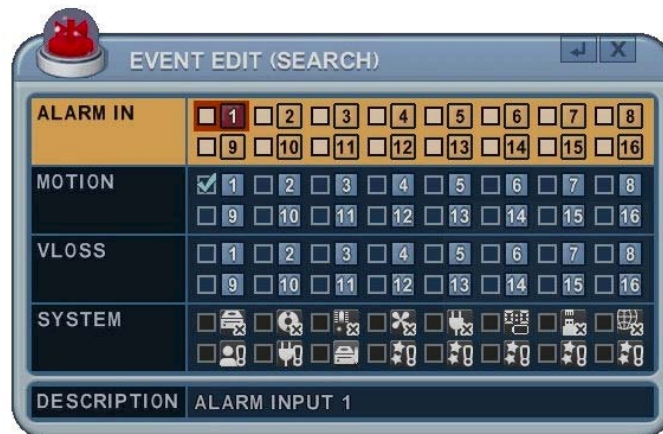 EVENT EDIT (SEARCH) X
ALARM IN 1 2 3 4 5 6 7 8
9 10 11 12 13 14 15 16
MOTION 1 2 3 4 5 6 7 8
9 10 11 12 13 14 15 16
VLOSS 1 2 3 4 5 6 7 8
9 10 11 12 13 14 15 16
SYSTEM
DESCRIPTION ALARM INPUT 1